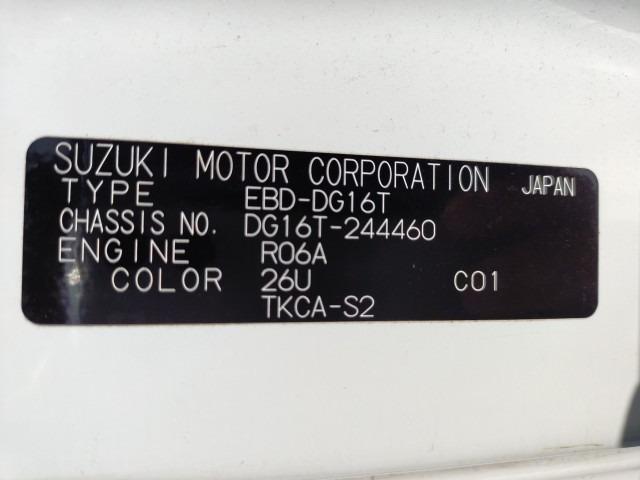 SUZUKI MOTOR CORPORATION JAPAN
TYPE EBD-DG16T
CHASSIS NO. DG16T-244460
ENGINE R06A
COLOR 26U C01
TKCA-S2